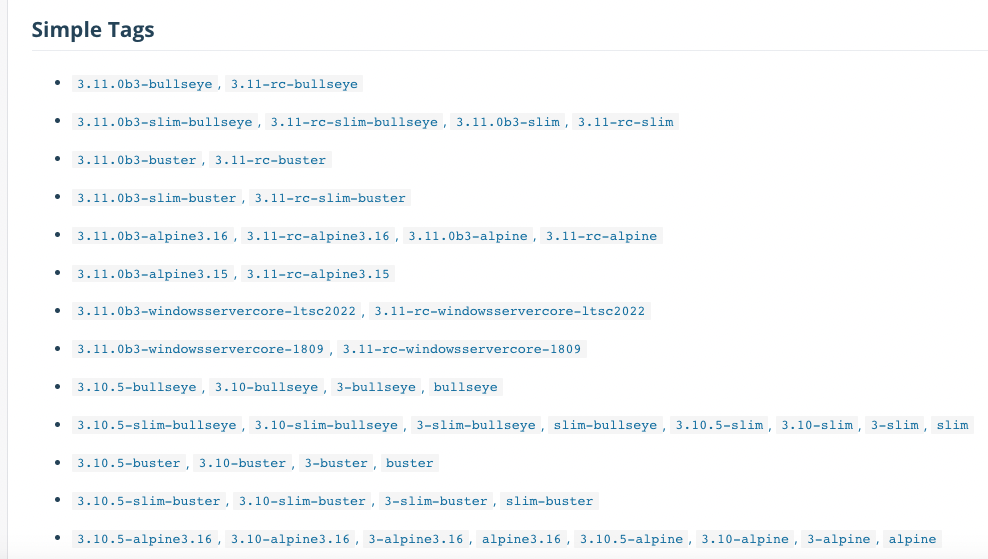 Simple Tags
3.11.0b3-bullseye, 3.11-rc-bullseye
3.11.0b3-slim-bullseye, 3.11-rc-slim-bullseye, 3.11.0b3-slim, 3.11-rc-slim
3.11.0b3-buster, 3.11-rc-buster
3.11.0b3-slim-buster, 3.11-rc-slim-buster
3.11.0b3-alpine3.16, 3.11-rc-alpine3.16, 3.11.0b3-alpine, 3.11-rc-alpine
3.11.0b3-alpine3.15, 3.11-rc-alpine3.15
3.11.0b3-windowsservercore-ltsc2022, 3.11-rc-windowsservercore-ltsc2022
3.11.0b3-windowsservercore-1809, 3.11-rc-windowsservercore-1809
3.10.5-bullseye, 3.10-bullseye, 3-bullseye, bullseye
3.10.5-slim-bullseye, 3.10-slim-bullseye, 3-slim-bullseye, slim-bullseye, 3.10.5-slim, 3.10-slim, 3-slim, slim
3.10.5-buster, 3.10-buster, 3-buster, buster
3.10.5-slim-buster, 3.10-slim-buster, 3-slim-buster, slim-buster
3.10.5-alpine3.16, 3.10-alpine3.16, 3-alpine3.16, alpine3.16, 3.10.5-alpine, 3.10-alpine, 3-alpine, alpine